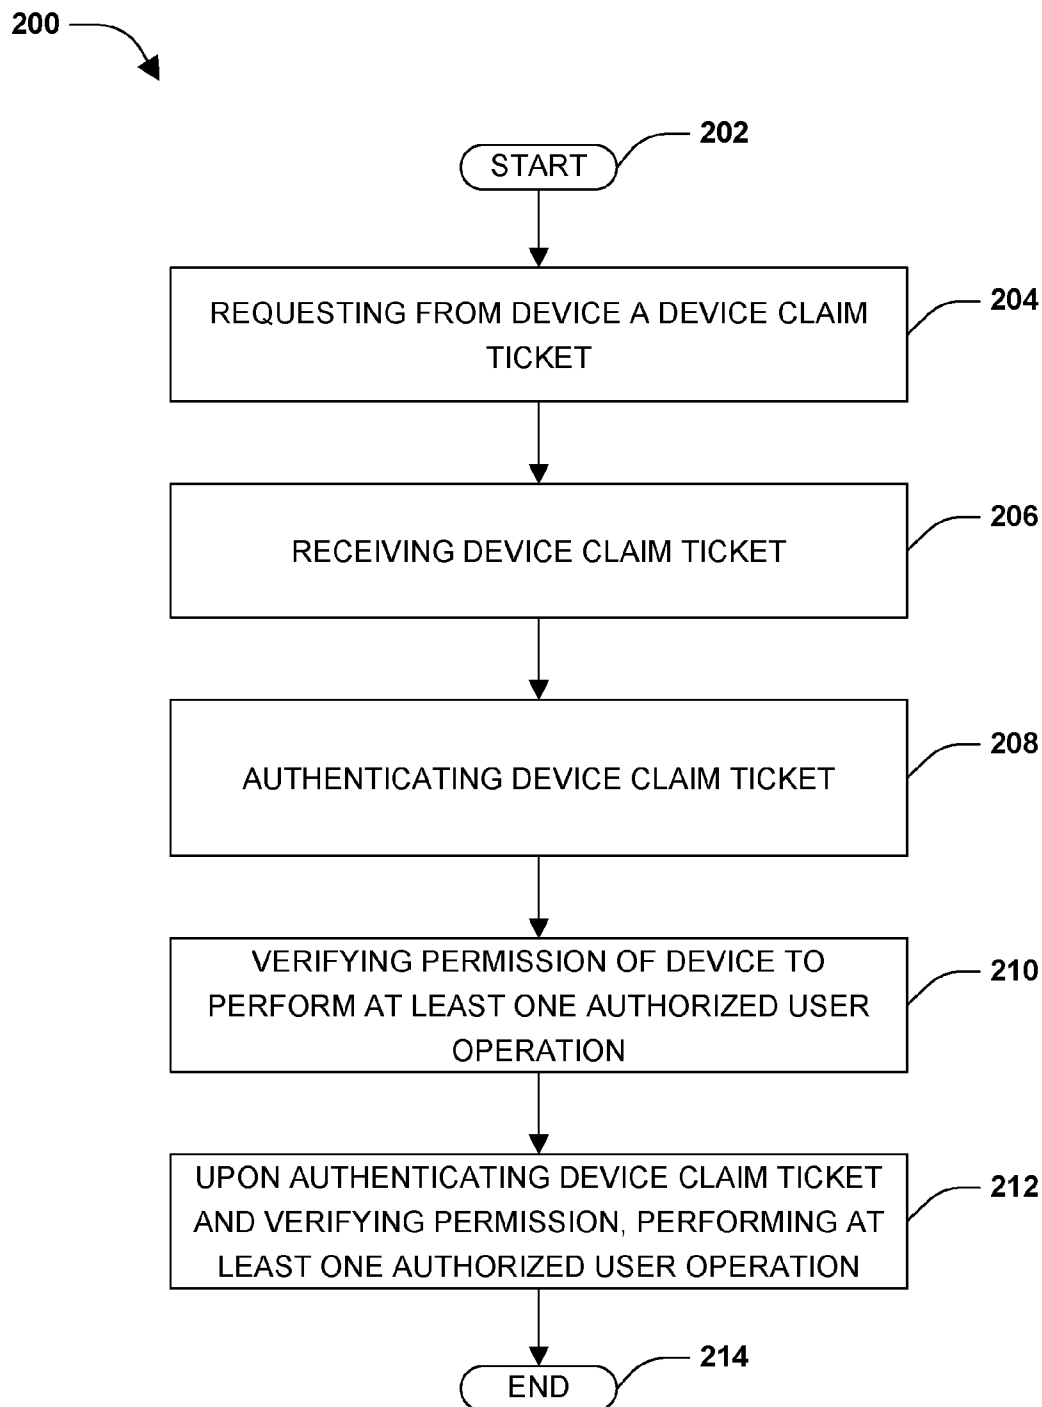 200
202
START
204
REQUESTING FROM DEVICE A DEVICE CLAIM
TICKET
206
RECEIVING DEVICE CLAIM TICKET
208
AUTHENTICATING DEVICE CLAIM TICKET
210
VERIFYING PERMISSION OF DEVICE TO
PERFORM AT LEAST ONE AUTHORIZED USER
OPERATION
212
UPON AUTHENTICATING DEVICE CLAIM TICKET
AND VERIFYING PERMISSION, PERFORMING AT
LEAST ONE AUTHORIZED USER OPERATION
214
END